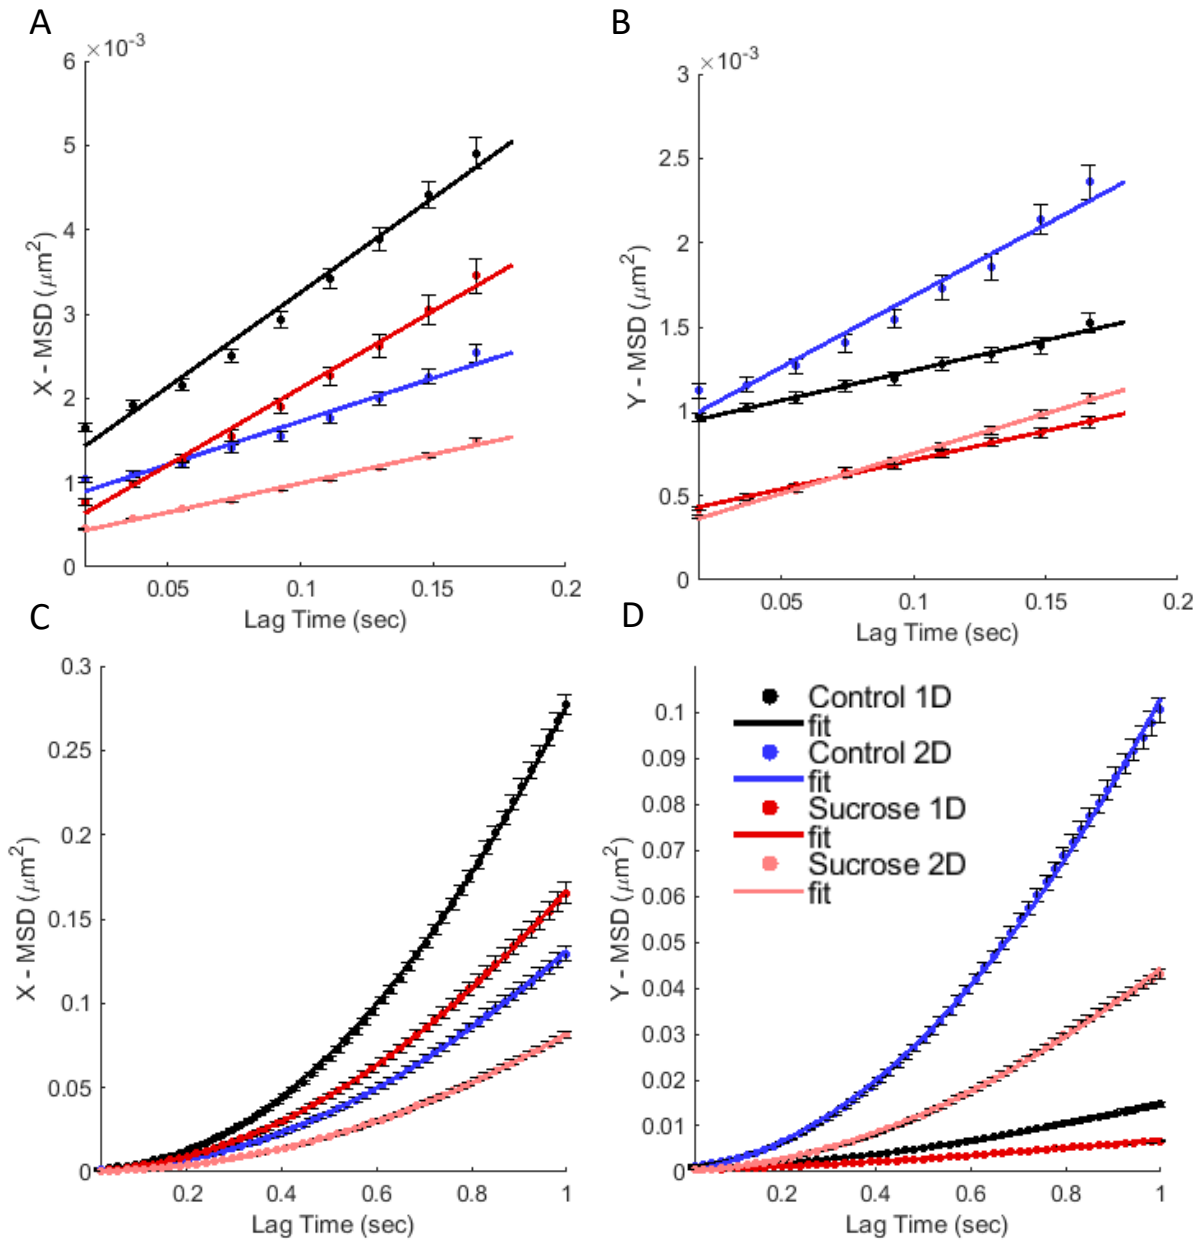 A
×10⁻³
6
5
4
3
2
1
0
X - MSD (μm²)
0.05
0.1
0.15
0.2
Lag Time (sec)
B
×10⁻³
3
2.5
2
1.5
1
0.5
0
Y - MSD (μm²)
0.05
0.1
0.15
0.2
Lag Time (sec)
C
0.3
0.25
0.2
0.15
0.1
0.05
0
X - MSD (μm²)
0.2
0.4
0.6
0.8
1
Lag Time (sec)
D
0.1
0.09
0.08
0.07
0.06
0.05
0.04
0.03
0.02
0.01
0
Y - MSD (μm²)
0.2
0.4
0.6
0.8
1
Lag Time (sec)
Control 1D
fit
Control 2D
fit
Sucrose 1D
fit
Sucrose 2D
fit